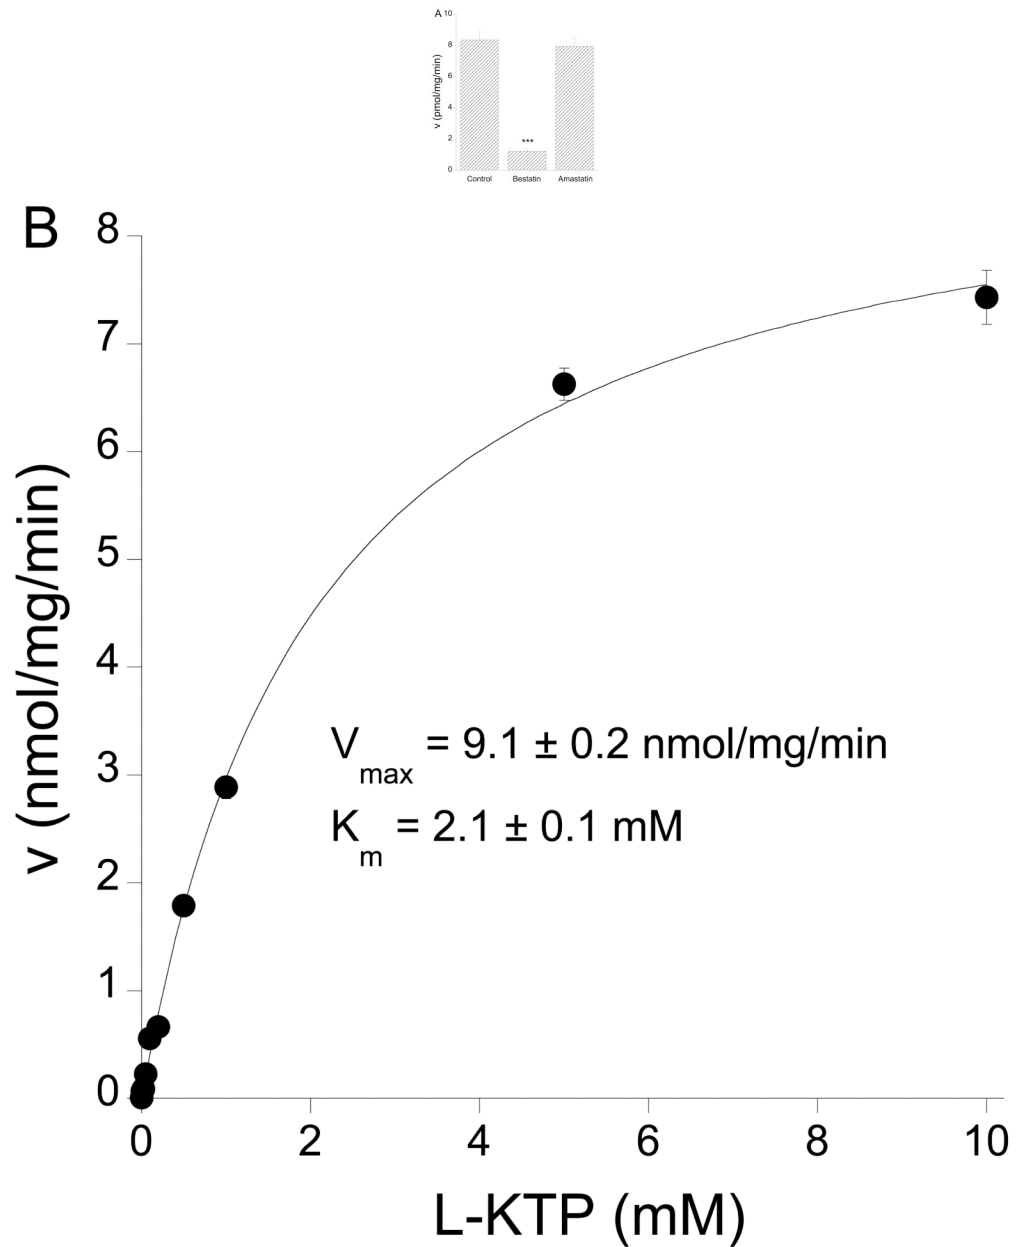 A
10
8
6
4
2
0
v (pmol/mg/min)
***
Control Bestatin Amastatin
B
8
7
6
5
4
3
2
1
0
v (nmol/mg/min)
Vmax = 9.1 ± 0.2 nmol/mg/min
Km = 2.1 ± 0.1 mM
0 2 4 6 8 10
L-KTP (mM)